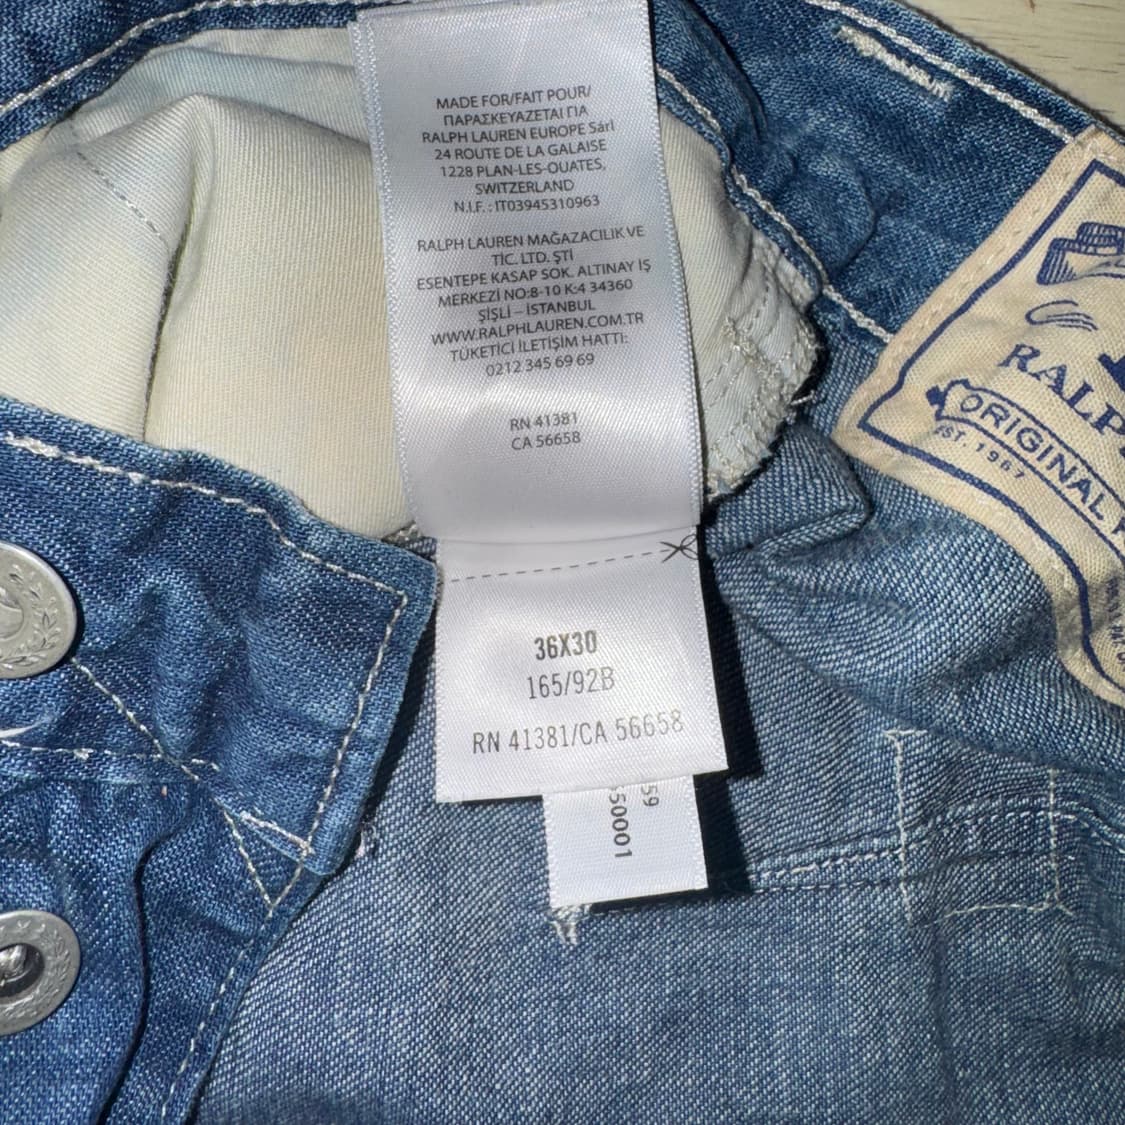 MADE FOR/FAIT POUR/
ΠΑΡΑΣΚΕΥΑΖΕΤΑΙ ΓΙΑ
RALPH LAUREN EUROPE Sàrl
24 ROUTE DE LA GALAISE
1228 PLAN-LES-OUATES,
SWITZERLAND
N.I.F. : IT03945310963
RALPH LAUREN MAĞAZACILIK VE
TİC. LTD. ŞTİ
ESENTEPE KASAP SOK. ALTINAY İŞ
MERKEZİ NO:8-10 K:4 34360
ŞİŞLİ – İSTANBUL
WWW.RALPHLAUREN.COM.TR
TÜKETİCİ İLETİŞİM HATTI:
0212 345 69 69
RN 41381
CA 56658
36X30
165/92B
RN 41381/CA 56658
59
50001
RALP
ORIGINAL
EST. 1967